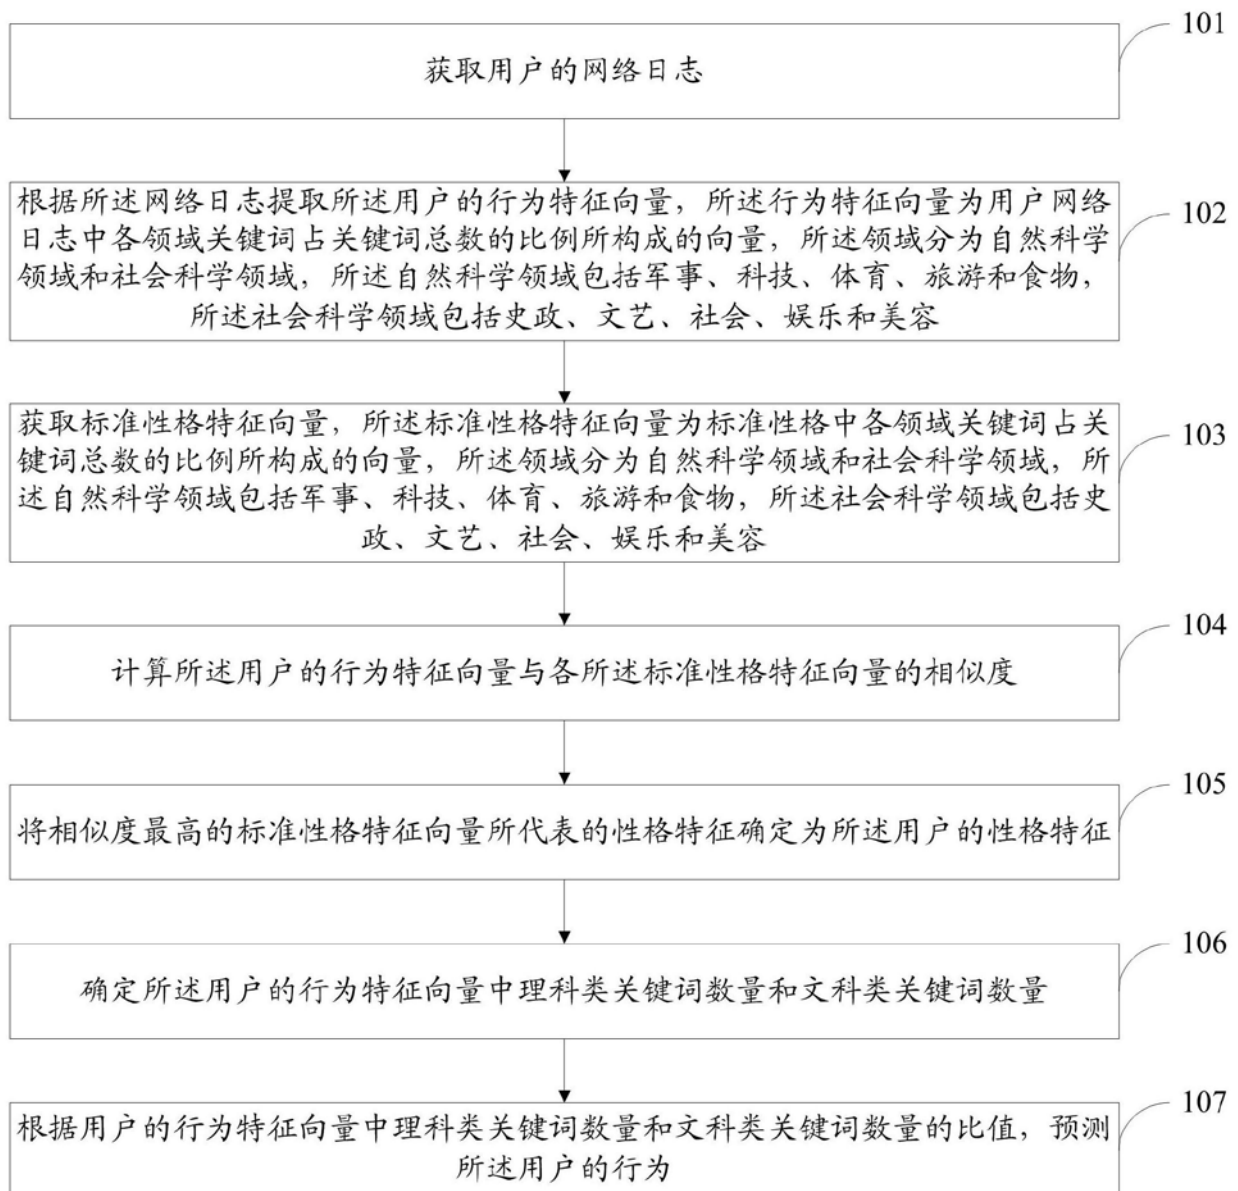 101
获取用户的网络日志
根据所述网络日志提取所述用户的行为特征向量，所述行为特征向量为用户网络
日志中各领域关键词占关键词总数的比例所构成的向量，所述领域分为自然科学
领域和社会科学领域，所述自然科学领域包括军事、科技、体育、旅游和食物，
所述社会科学领域包括史政、文艺、社会、娱乐和美容
102
获取标准性格特征向量，所述标准性格特征向量为标准性格中各领域关键词占关
键词总数的比例所构成的向量，所述领域分为自然科学领域和社会科学领域，所
述自然科学领域包括军事、科技、体育、旅游和食物，所述社会科学领域包括史
政、文艺、社会、娱乐和美容
103
计算所述用户的行为特征向量与各所述标准性格特征向量的相似度
104
将相似度最高的标准性格特征向量所代表的性格特征确定为所述用户的性格特征
105
确定所述用户的行为特征向量中理科类关键词数量和文科类关键词数量
106
根据用户的行为特征向量中理科类关键词数量和文科类关键词数量的比值，预测
所述用户的行为
107